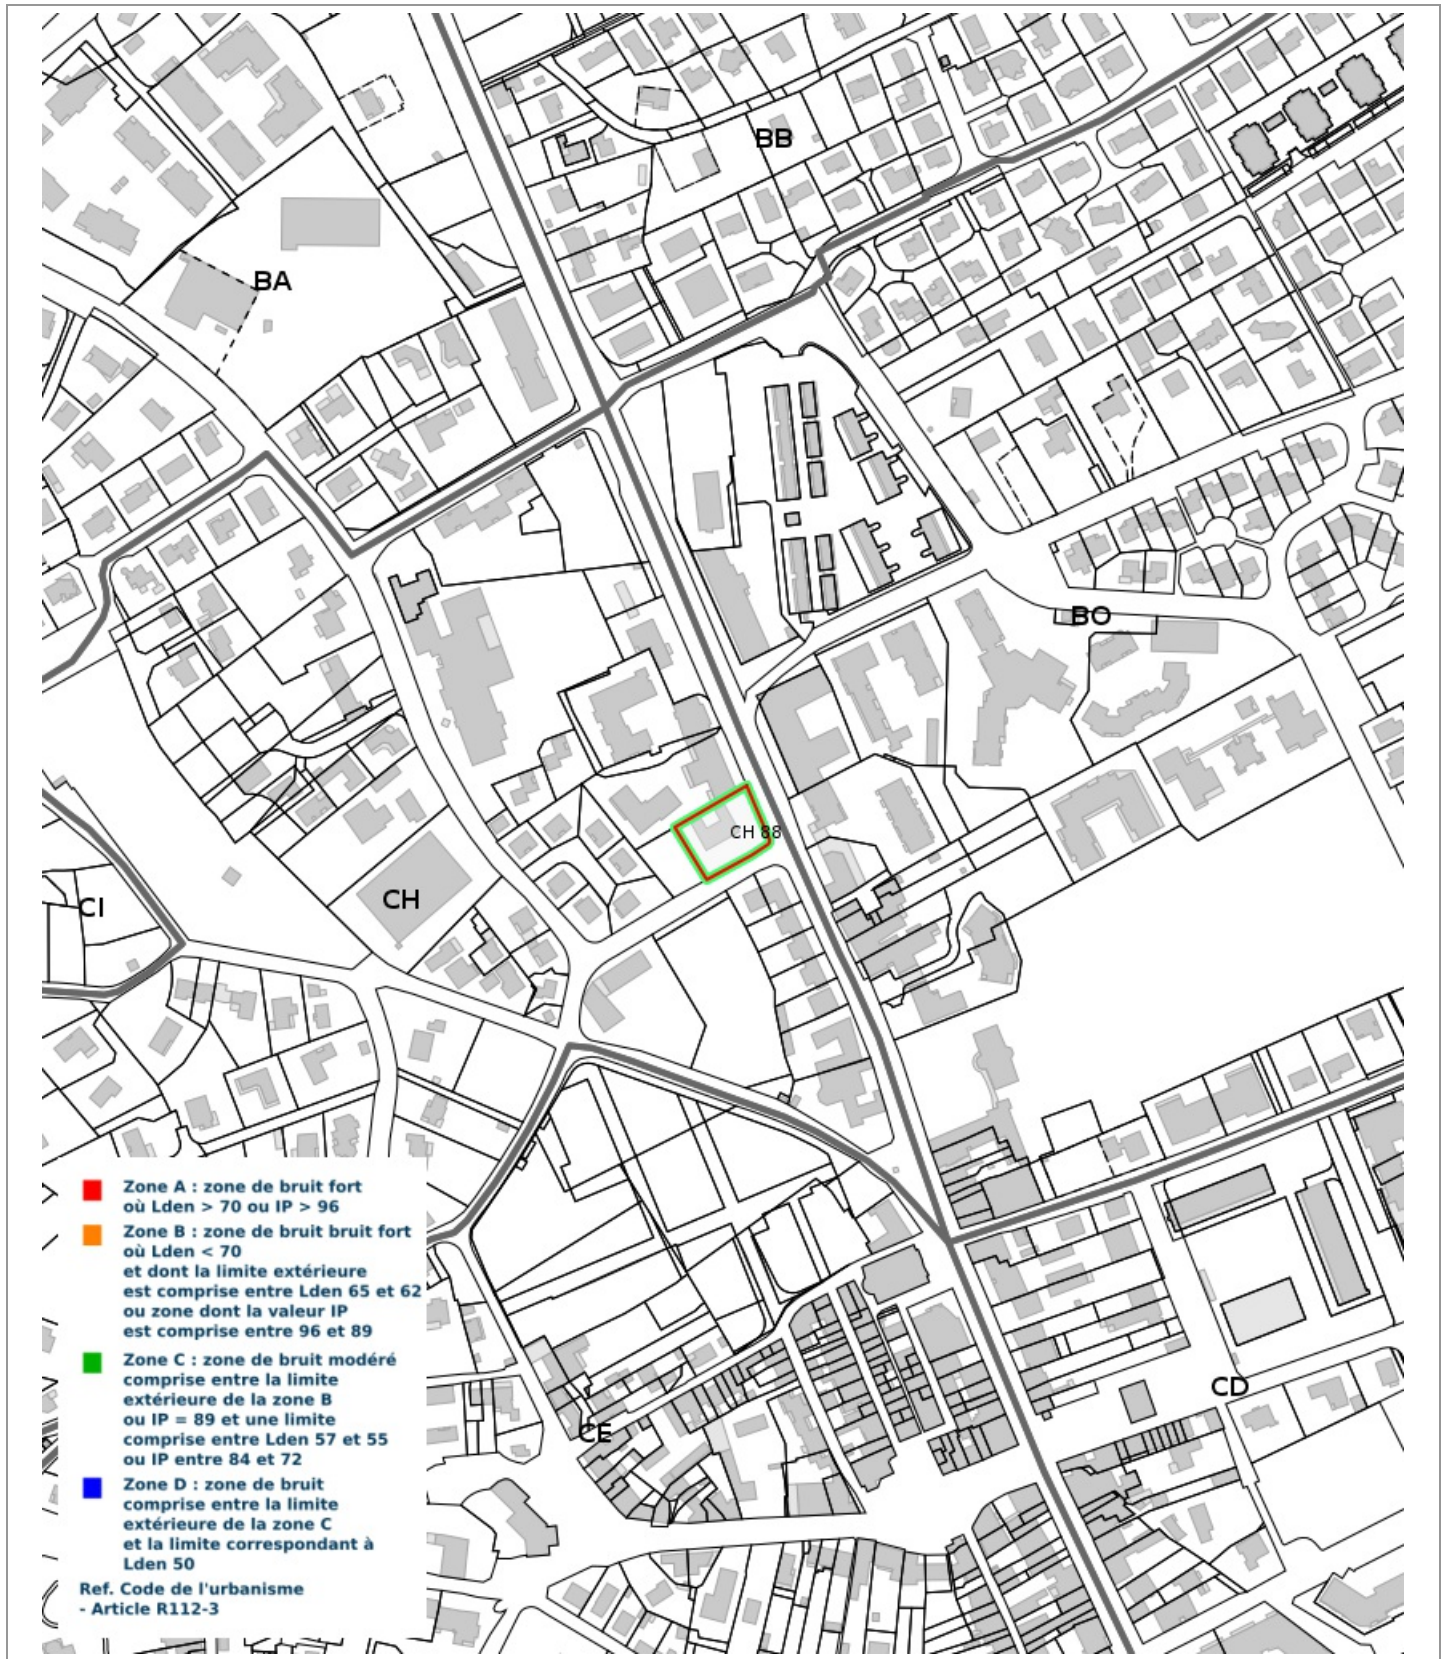 BB
BA
BO
CH 88
CH
CI
Zone A : zone de bruit fort
où Lden > 70 ou IP > 96
Zone B : zone de bruit bruit fort
où Lden < 70
et dont la limite extérieure
est comprise entre Lden 65 et 62
ou zone dont la valeur IP
est comprise entre 96 et 89
Zone C : zone de bruit modéré
comprise entre la limite
extérieure de la zone B
ou IP = 89 et une limite
comprise entre Lden 57 et 55
ou IP entre 84 et 72
Zone D : zone de bruit
comprise entre la limite
extérieure de la zone C
et la limite correspondant à
Lden 50
Ref. Code de l'urbanisme
- Article R112-3
CD
CE